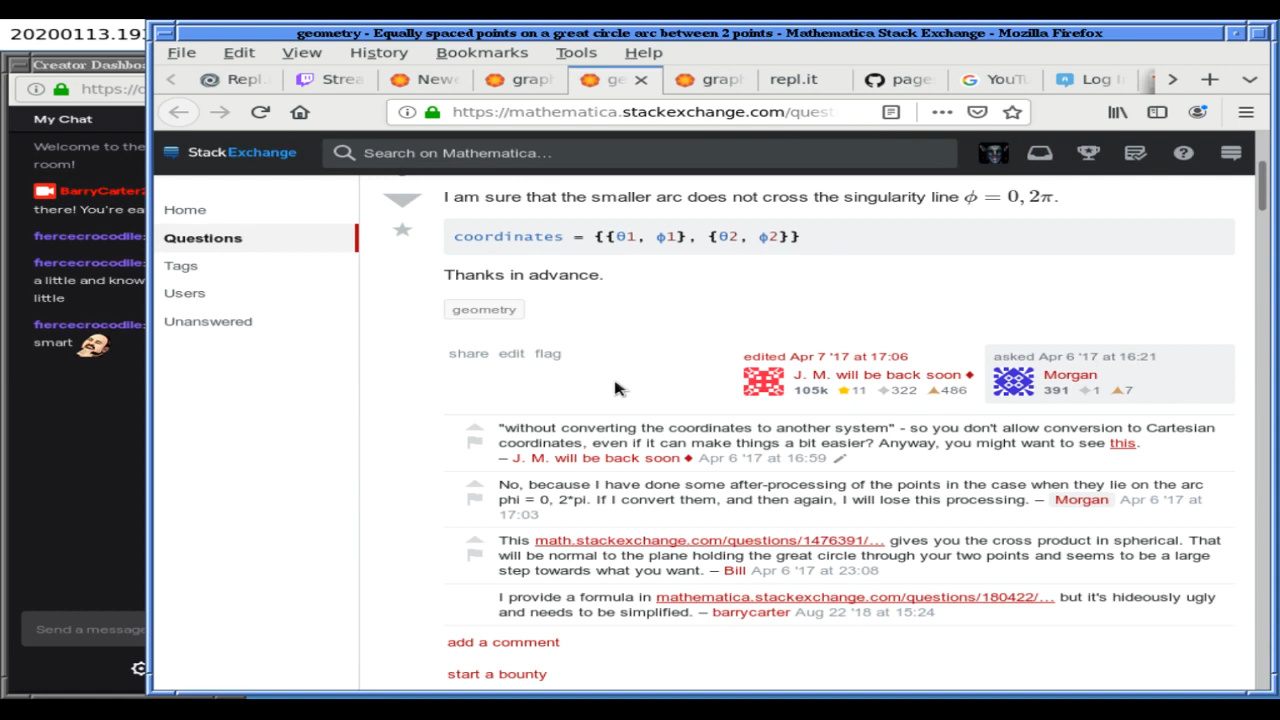 20200113.19
geometry - Equally spaced points on a great circle arc between 2 points - Mathematica Stack Exchange - Mozilla Firefox
Creator Dashbo
https://c
My Chat
Welcome to the
room!
BarryCarter2
there! You're ea
fiercecrocodile:
fiercecrocodile:
a little and know
little
fiercecrocodile:
smart
Send a message
File Edit View History Bookmarks Tools Help
Repl. Strea New graph ge graph repl.it page YouT Log I
https://mathematica.stackexchange.com/quest
StackExchange Search on Mathematica...
Home
Questions
Tags
Users
Unanswered
I am sure that the smaller arc does not cross the singularity line ϕ = 0, 2π.
coordinates = {{θ1, ϕ1}, {θ2, ϕ2}}
Thanks in advance.
geometry
share edit flag
edited Apr 7 '17 at 17:06
J. M. will be back soon ♦
105k 11 322 486
asked Apr 6 '17 at 16:21
Morgan
391 1 7
"without converting the coordinates to another system" - so you don't allow conversion to Cartesian
coordinates, even if it can make things a bit easier? Anyway, you might want to see this.
– J. M. will be back soon ♦ Apr 6 '17 at 16:59
No, because I have done some after-processing of the points in the case when they lie on the arc
phi = 0, 2*pi. If I convert them, and then again, I will lose this processing. – Morgan Apr 6 '17 at
17:03
This math.stackexchange.com/questions/1476391/... gives you the cross product in spherical. That
will be normal to the plane holding the great circle through your two points and seems to be a large
step towards what you want. – Bill Apr 6 '17 at 23:08
I provide a formula in mathematica.stackexchange.com/questions/180422/... but it's hideously ugly
and needs to be simplified. – barrycarter Aug 22 '18 at 15:24
add a comment
start a bounty